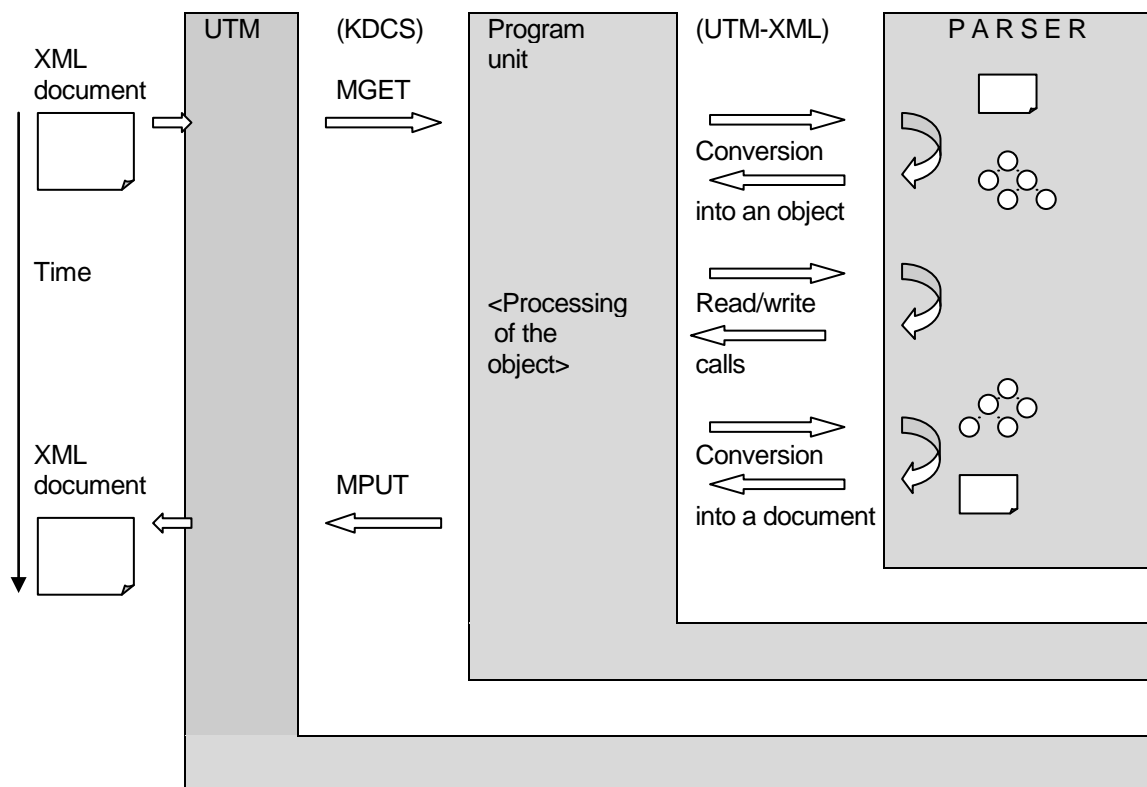 UTM
(KDCS)
Program
unit
(UTM-XML)
P A R S E R
XML
document
MGET
Conversion
into an object
Time
<Processing
of the
object>
Read/write
calls
XML
document
MPUT
Conversion
into a document